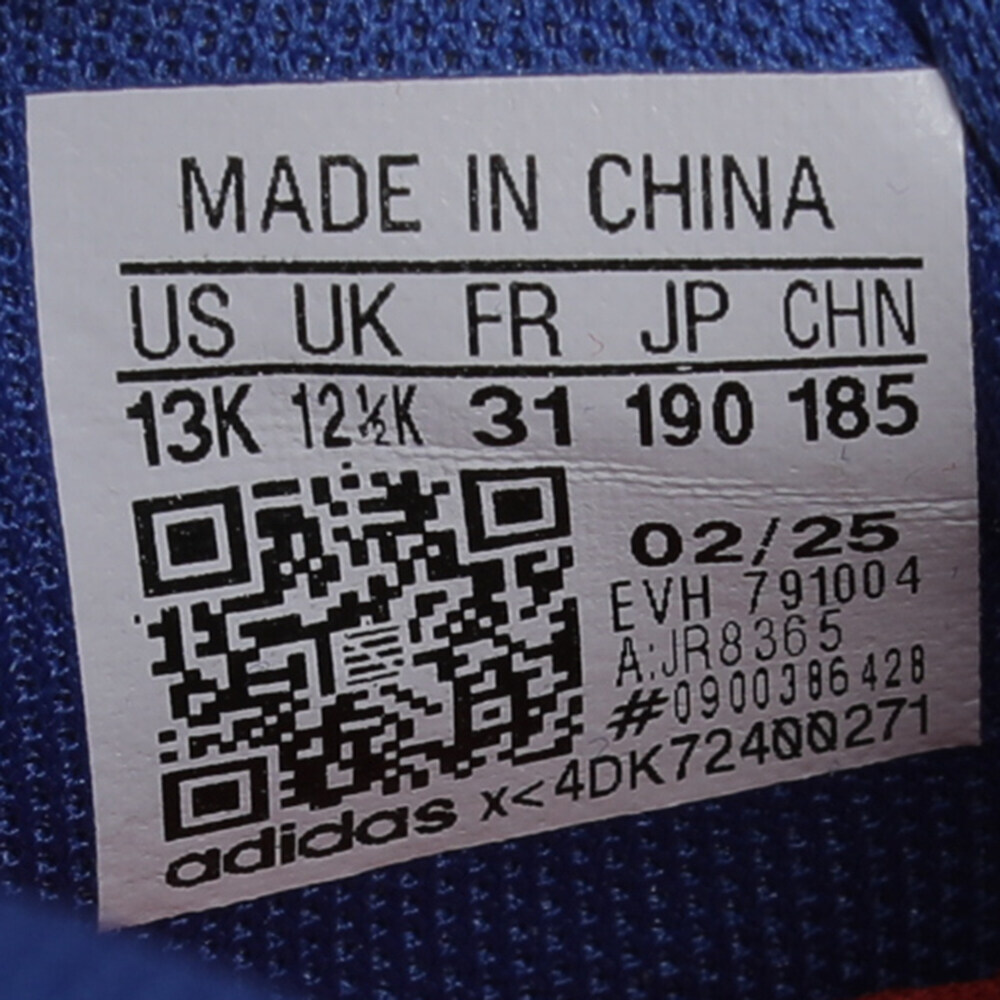 MADE IN CHINA
US UK FR JP CHN
13K 12½K 31 190 185
02/25
EVH 791004
A:JR8365
#0900386428
adidas x<4DK72400271